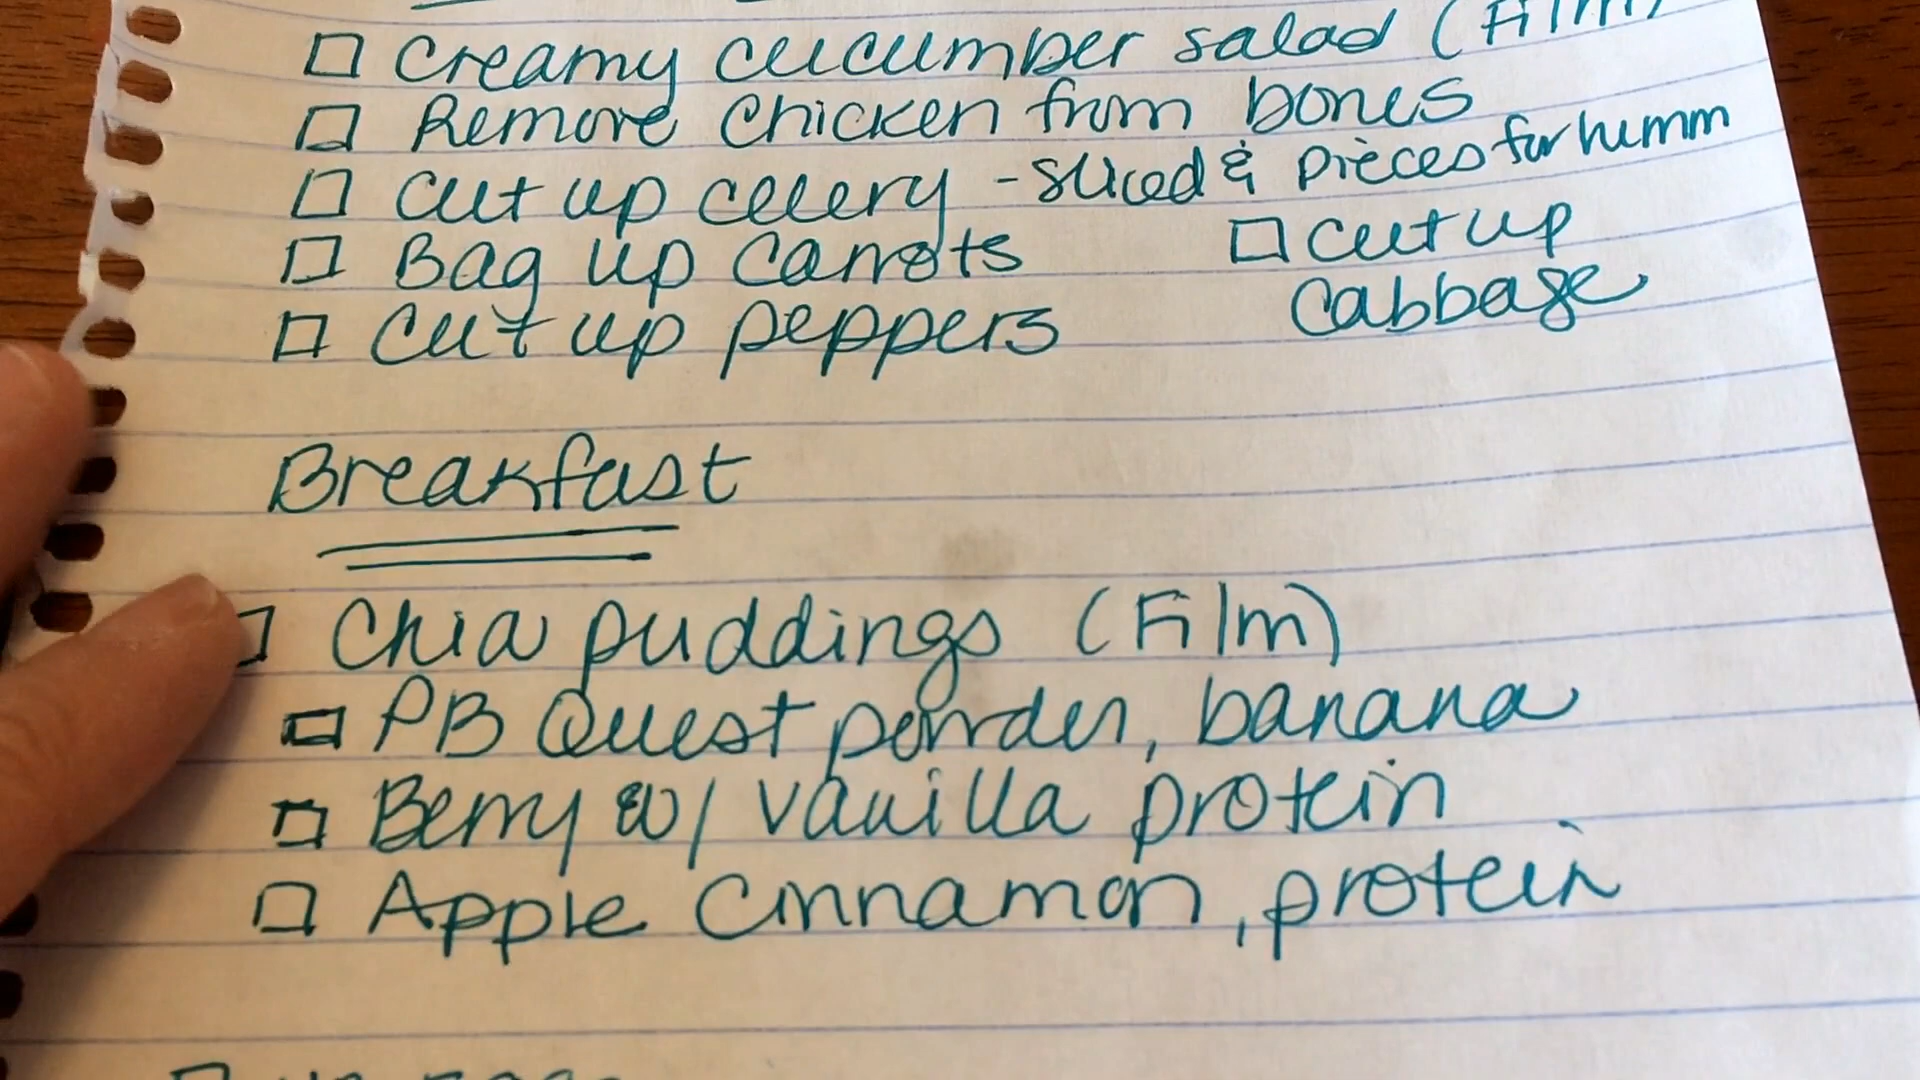 Creamy cucumber salad (Film)
Remove chicken from bones
Cut up celery - sliced & pieces for humm
Bag up carrots
Cut up cabbage
Cut up peppers
Breakfast
Chia puddings (Film)
PB Quest powder, banana
Berry w/ vanilla protein
Apple Cinnamon, protein